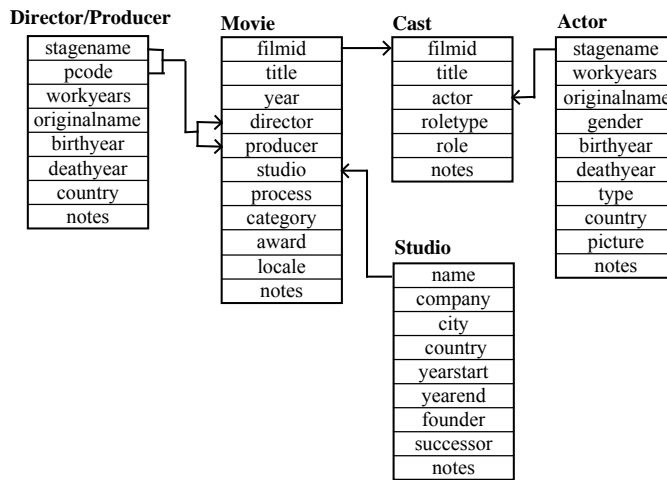 Director/Producer
stagename
pcode
workyears
originalname
birthyear
deathyear
country
notes
Movie
filmid
title
year
director
producer
studio
process
category
award
locale
notes
Cast
filmid
title
actor
roletype
role
notes
Actor
stagename
workyears
originalname
gender
birthyear
deathyear
type
country
picture
notes
Studio
name
company
city
country
yearstart
yearend
founder
successor
notes